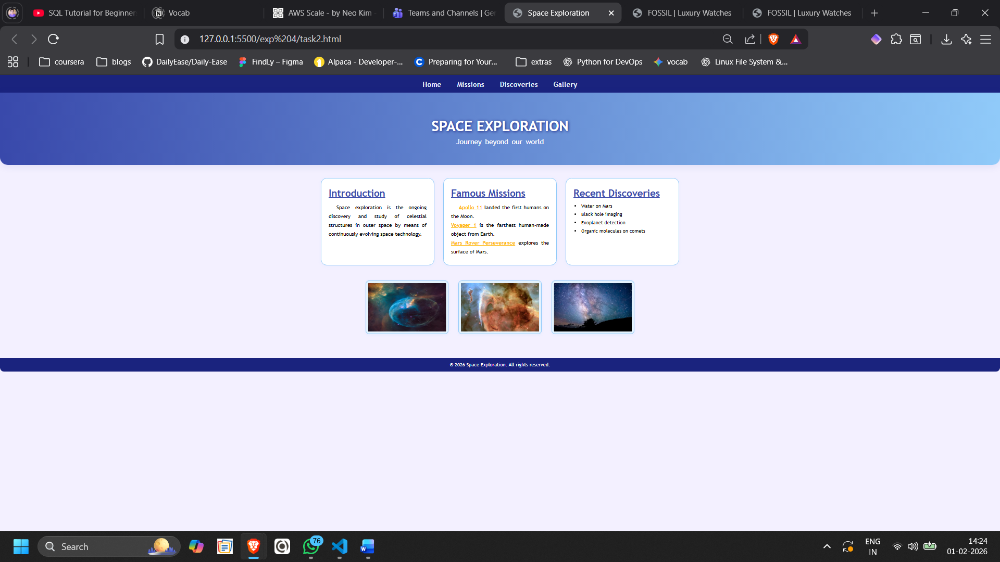 SQL Tutorial for Beginner
Vocab
AWS Scale - by Neo Kim -
Teams and Channels | Ge
Space Exploration
FOSSIL | Luxury Watches
FOSSIL | Luxury Watches
127.0.0.1:5500/exp%204/task2.html
coursera
blogs
DailyEase/Daily-Ease
FindLy – Figma
Alpaca - Developer-...
Preparing for Your...
extras
Python for DevOps
vocab
Linux File System &...
Home
Missions
Discoveries
Gallery
SPACE EXPLORATION
Journey beyond our world
Introduction
Space exploration is the ongoing
discovery and study of celestial
structures in outer space by means of
continuously evolving space technology.
Famous Missions
Apollo 11 landed the first humans on
the Moon.
Voyager 1 is the farthest human-made
object from Earth.
Mars Rover Perseverance explores the
surface of Mars.
Recent Discoveries
• Water on Mars
• Black hole imaging
• Exoplanet detection
• Organic molecules on comets
© 2026 Space Exploration. All rights reserved.
Search
76
W
ENG
IN
14:24
01-02-2026